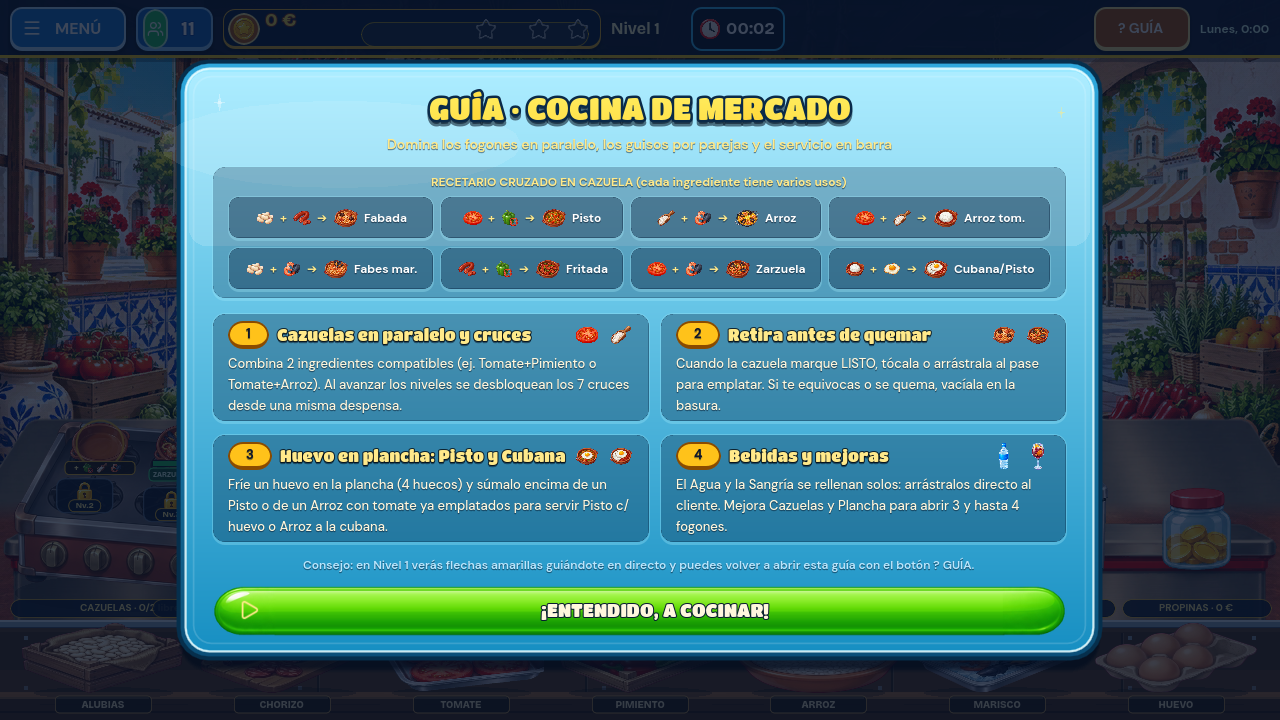 MENÚ
11
0 €
Nivel 1
00:02
? GUÍA
Lunes, 0:00
GUÍA · COCINA DE MERCADO
Domina los fogones en paralelo, los guisos por parejas y el servicio en barra
RECETARIO CRUZADO EN CAZUELA (cada ingrediente tiene varios usos)
+ → Fabada
+ → Pisto
+ → Arroz
+ → Arroz tom.
+ → Fabes mar.
+ → Fritada
+ → Zarzuela
+ → Cubana/Pisto
1 Cazuelas en paralelo y cruces
Combina 2 ingredientes compatibles (ej. Tomate+Pimiento o
Tomate+Arroz). Al avanzar los niveles se desbloquean los 7 cruces
desde una misma despensa.
2 Retira antes de quemar
Cuando la cazuela marque LISTO, tócala o arrástrala al pase
para emplatar. Si te equivocas o se quema, vacíala en la
basura.
3 Huevo en plancha: Pisto y Cubana
Fríe un huevo en la plancha (4 huecos) y súmalo encima de un
Pisto o de un Arroz con tomate ya emplatados para servir Pisto c/
huevo o Arroz a la cubana.
4 Bebidas y mejoras
El Agua y la Sangría se rellenan solos: arrástralos directo al
cliente. Mejora Cazuelas y Plancha para abrir 3 y hasta 4
fogones.
Consejo: en Nivel 1 verás flechas amarillas guiándote en directo y puedes volver a abrir esta guía con el botón ? GUÍA.
¡ENTENDIDO, A COCINAR!
Nv.2
CAZUELAS · 0/2
PROPINAS · 0 €
ALUBIAS
CHORIZO
TOMATE
PIMIENTO
ARROZ
MARISCO
HUEVO